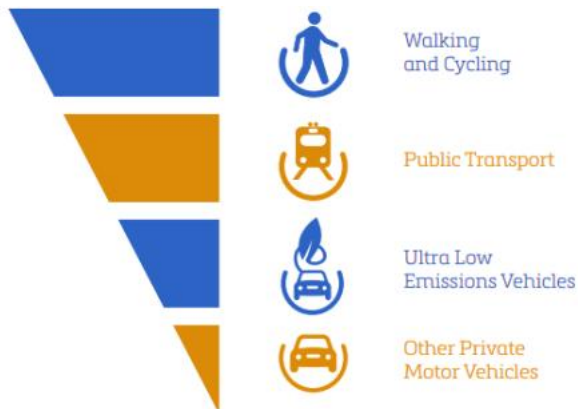 Walking
and Cycling
Public Transport
Ultra Low
Emissions Vehicles
Other Private
Motor Vehicles